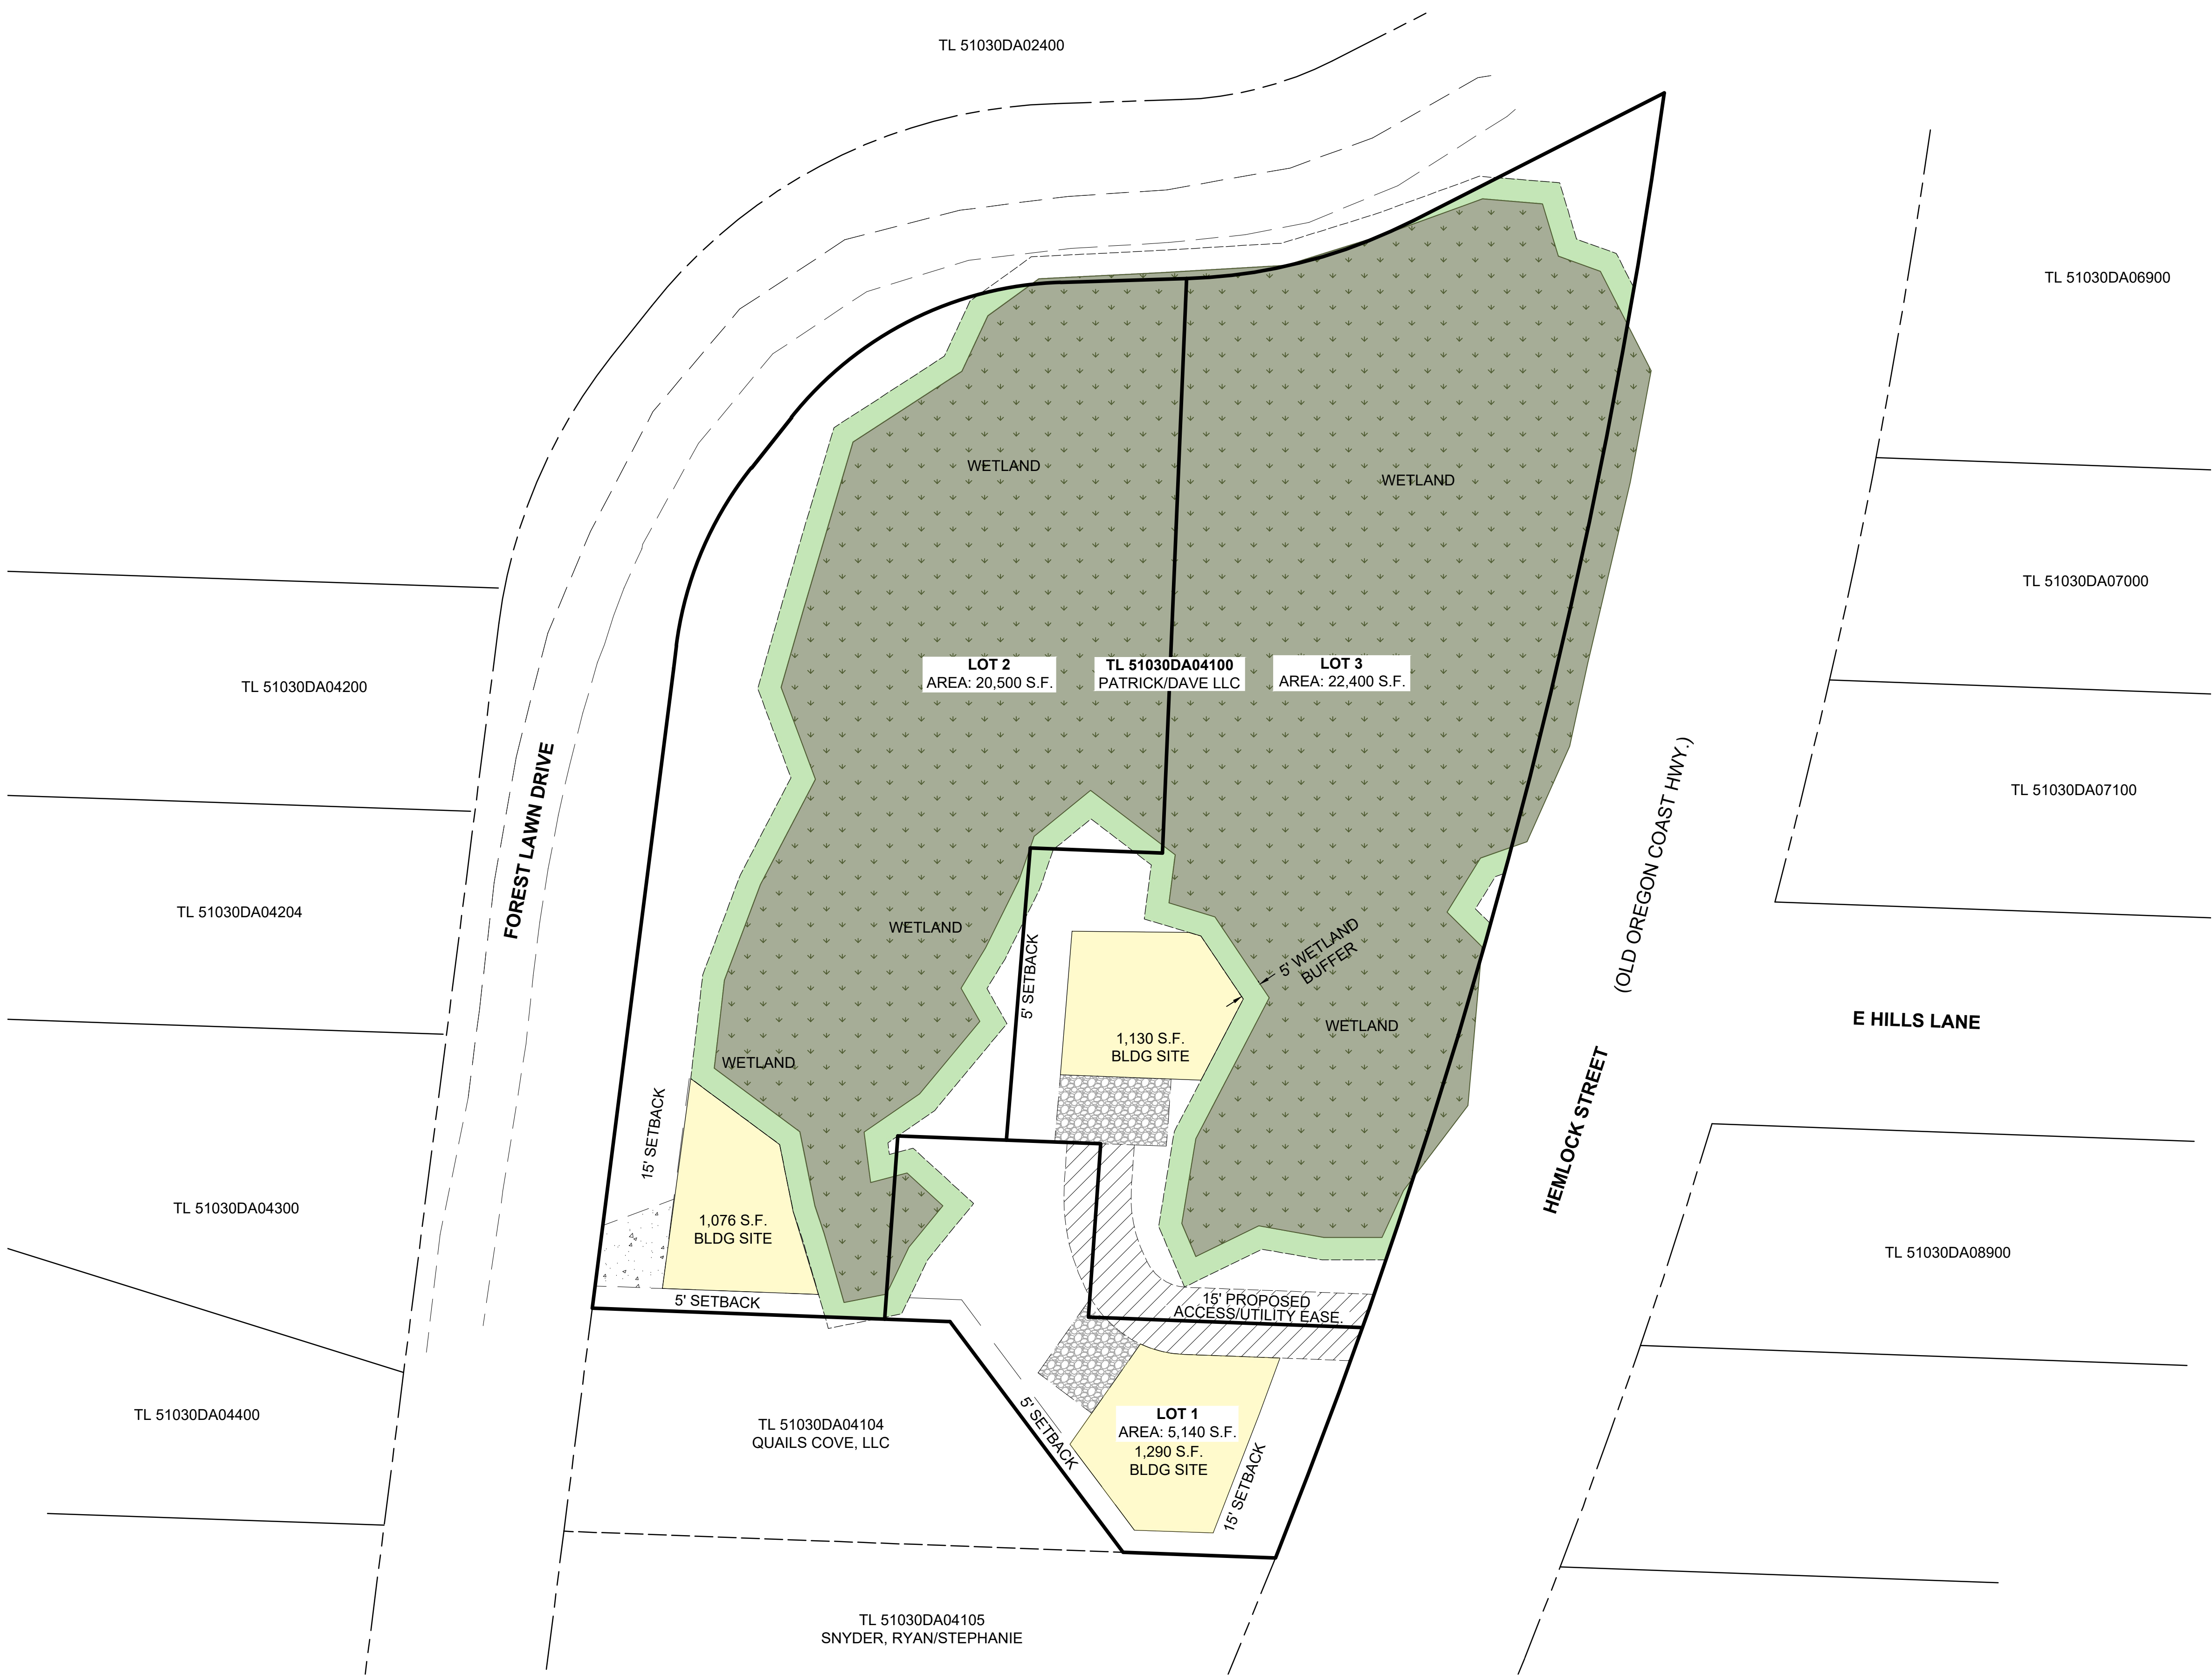 TL 51030DA02400
TL 51030DA06900
WETLAND
WETLAND
TL 51030DA07000
LOT 2
AREA: 20,500 S.F.
TL 51030DA04100
PATRICK/DAVE LLC
LOT 3
AREA: 22,400 S.F.
TL 51030DA04200
TL 51030DA07100
FOREST LAWN DRIVE
(OLD OREGON COAST HWY.)
TL 51030DA04204
WETLAND
5' SETBACK
5' WETLAND
BUFFER
WETLAND
E HILLS LANE
1,130 S.F.
BLDG SITE
WETLAND
15' SETBACK
HEMLOCK STREET
TL 51030DA04300
1,076 S.F.
BLDG SITE
TL 51030DA08900
5' SETBACK
15' PROPOSED
ACCESS/UTILITY EASE.
TL 51030DA04400
TL 51030DA04104
QUAILS COVE, LLC
5' SETBACK
LOT 1
AREA: 5,140 S.F.
1,290 S.F.
BLDG SITE
15' SETBACK
TL 51030DA04105
SNYDER, RYAN/STEPHANIE